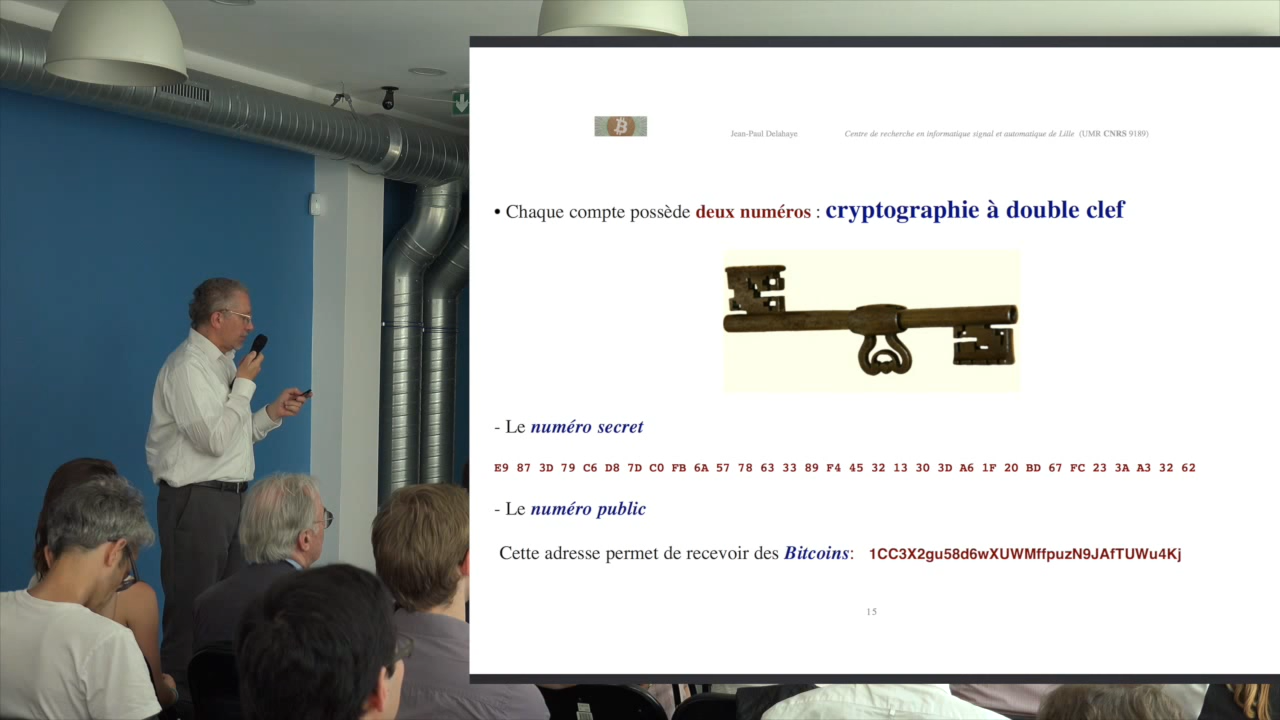 Jean-Paul Delahaye Centre de recherche en informatique signal et automatique de Lille (UMR CNRS 9189)
• Chaque compte possède deux numéros : cryptographie à double clef
- Le numéro secret
E9 87 3D 79 C6 D8 7D C0 FB 6A 57 78 63 33 89 F4 45 32 13 30 3D A6 1F 20 BD 67 FC 23 3A A3 32 62
- Le numéro public
Cette adresse permet de recevoir des Bitcoins: 1CC3X2gu58d6wXUWMffpuzN9JAfTUWu4Kj
15